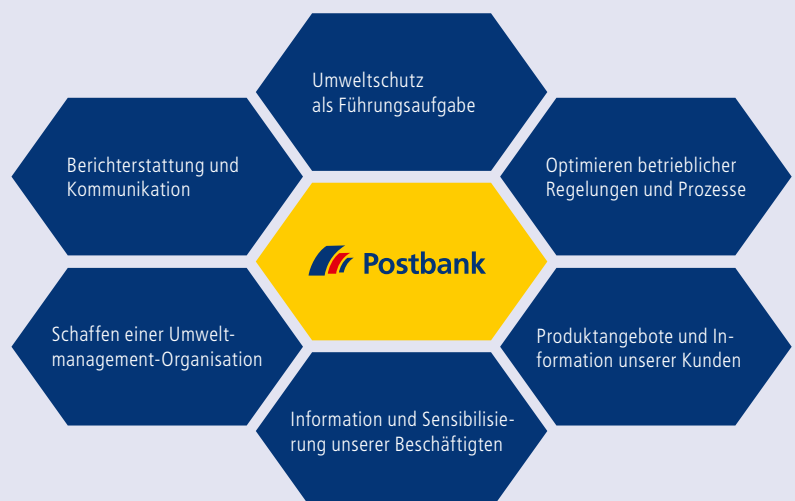 Umweltschutz
als Führungsaufgabe
Berichterstattung und
Kommunikation
Optimieren betrieblicher
Regelungen und Prozesse
Postbank
Schaffen einer Umwelt-
management-Organisation
Produktangebote und In-
formation unserer Kunden
Information und Sensibilisie-
rung unserer Beschäftigten